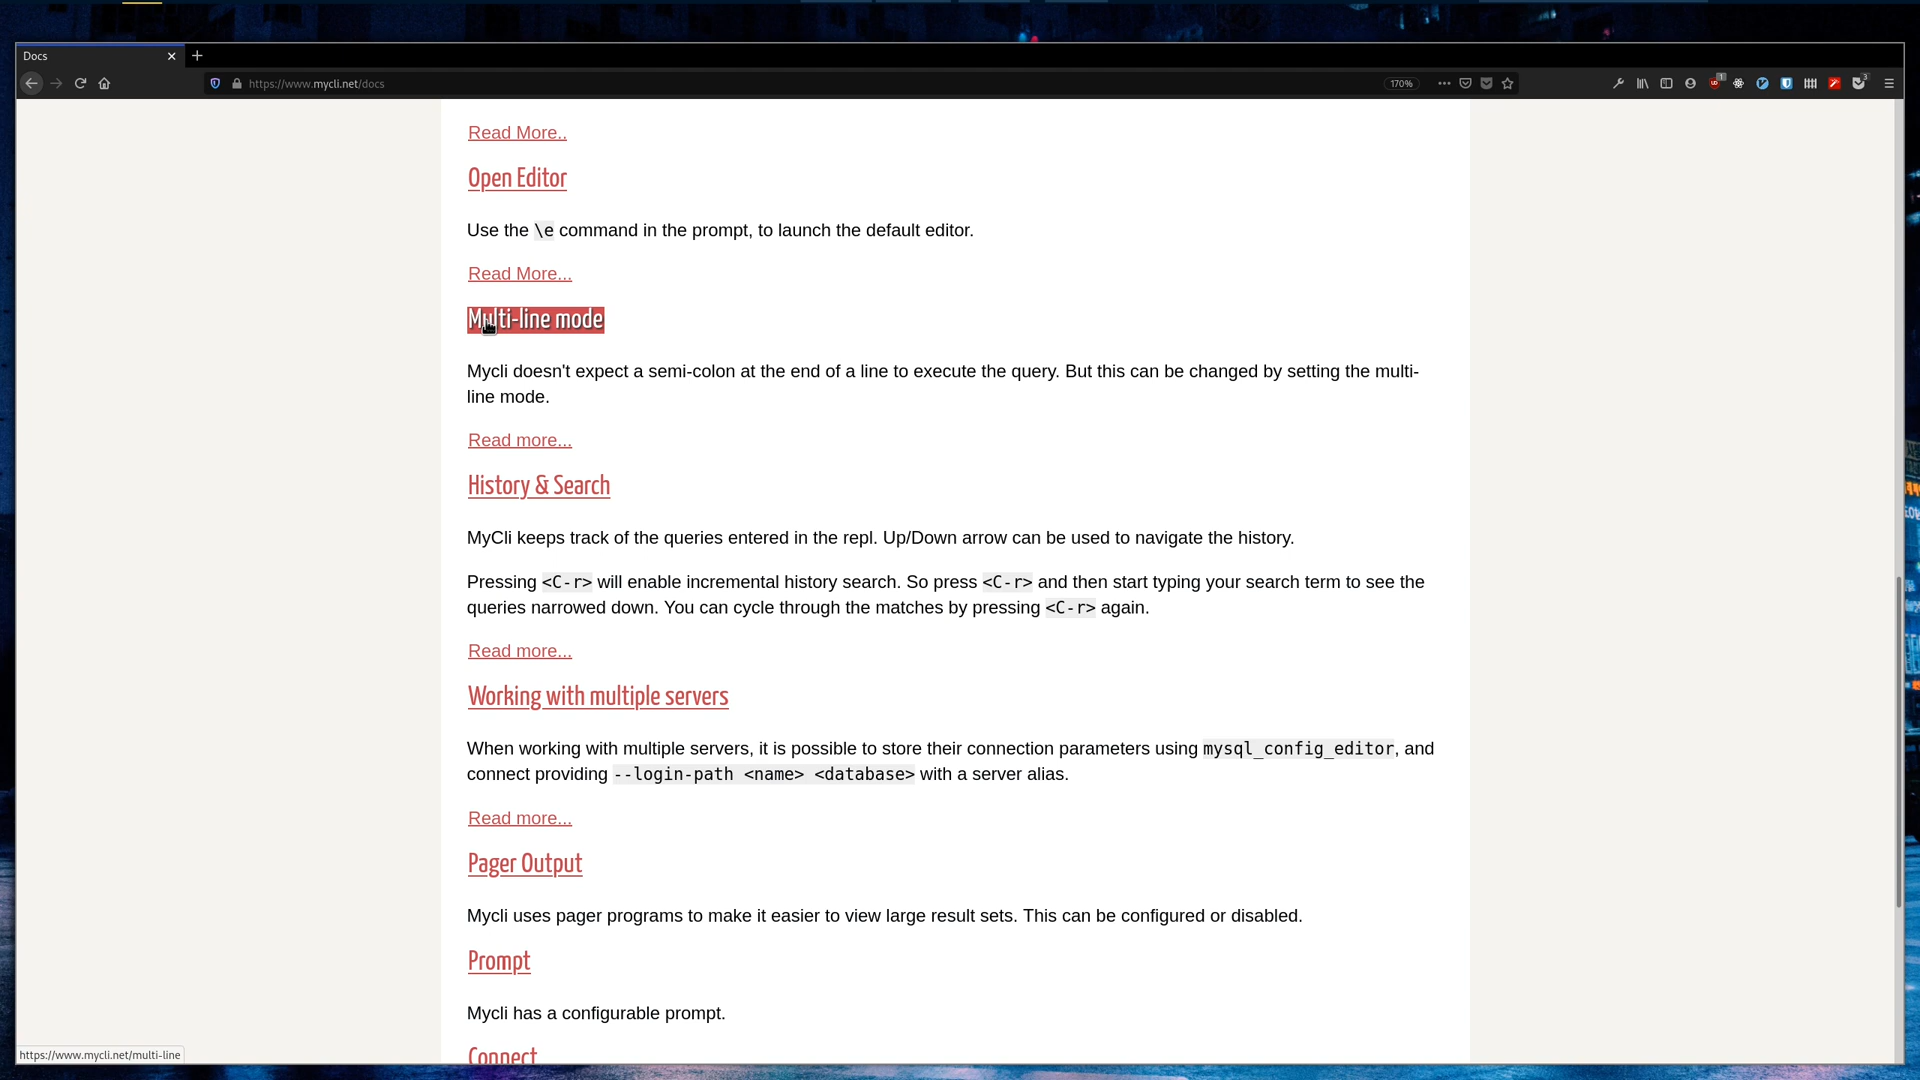 Docs
https://www.mycli.net/docs
170%
1
3
Read More..
Open Editor
Use the \e command in the prompt, to launch the default editor.
Read More...
Multi-line mode
Mycli doesn't expect a semi-colon at the end of a line to execute the query. But this can be changed by setting the multi-
line mode.
Read more...
History & Search
MyCli keeps track of the queries entered in the repl. Up/Down arrow can be used to navigate the history.
Pressing <C-r> will enable incremental history search. So press <C-r> and then start typing your search term to see the
queries narrowed down. You can cycle through the matches by pressing <C-r> again.
Read more...
Working with multiple servers
When working with multiple servers, it is possible to store their connection parameters using mysql_config_editor, and
connect providing --login-path <name> <database> with a server alias.
Read more...
Pager Output
Mycli uses pager programs to make it easier to view large result sets. This can be configured or disabled.
Prompt
Mycli has a configurable prompt.
Connect
https://www.mycli.net/multi-line